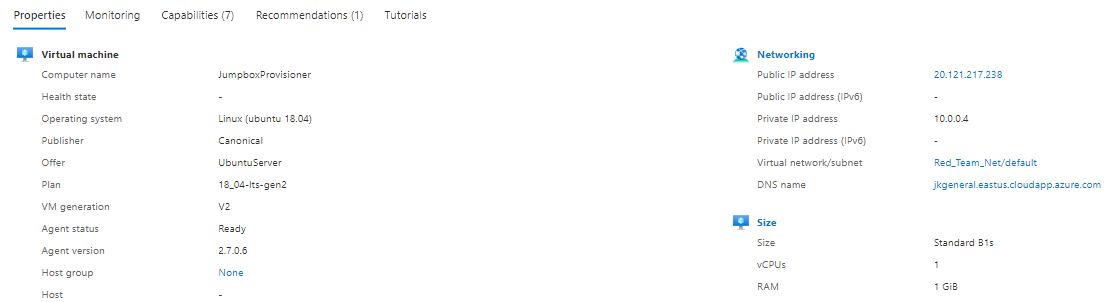 Properties Monitoring Capabilities (7) Recommendations (1) Tutorials
Virtual machine
Computer name JumpboxProvisioner
Health state -
Operating system Linux (ubuntu 18.04)
Publisher Canonical
Offer UbuntuServer
Plan 18_04-lts-gen2
VM generation V2
Agent status Ready
Agent version 2.7.0.6
Host group None
Host -
Networking
Public IP address 20.121.217.238
Public IP address (IPv6) -
Private IP address 10.0.0.4
Private IP address (IPv6) -
Virtual network/subnet Red_Team_Net/default
DNS name jkgeneral.eastus.cloudapp.azure.com
Size
Size Standard B1s
vCPUs 1
RAM 1 GiB